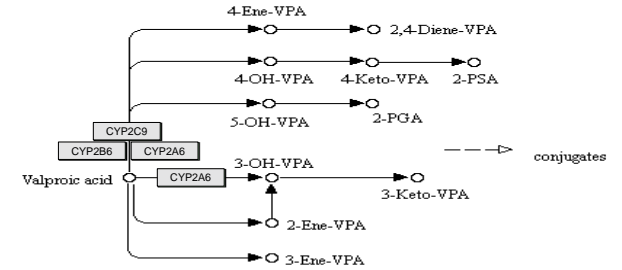 4-Ene-VPA
2,4-Diene-VPA
4-OH-VPA
4-Keto-VPA
2-PSA
5-OH-VPA
2-PGA
CYP2C9
CYP2B6
CYP2A6
conjugates
3-OH-VPA
Valproic acid
CYP2A6
3-Keto-VPA
2-Ene-VPA
3-Ene-VPA